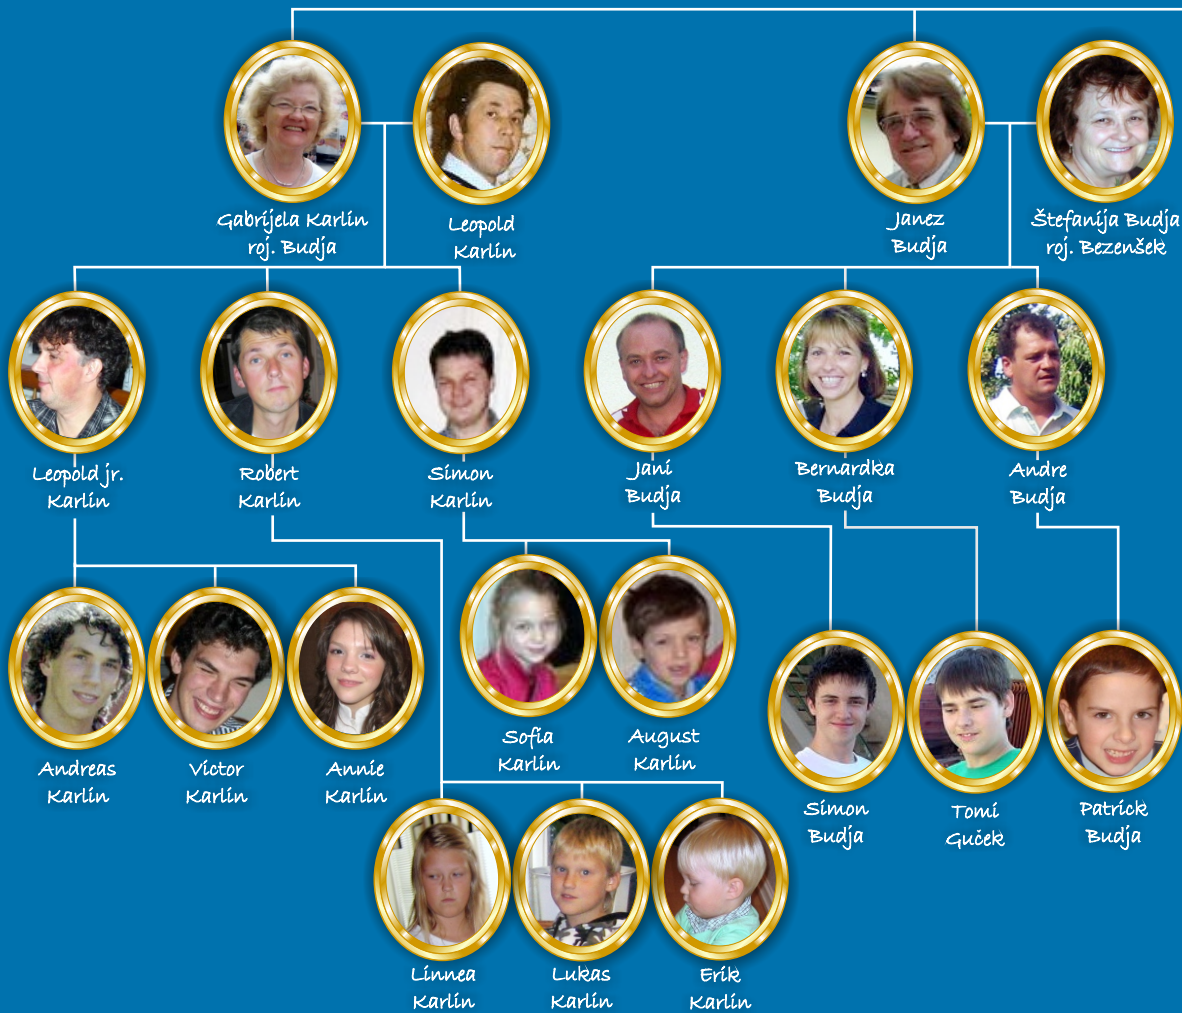 Gabrijela Karlin
roj. Budja
Leopold
Karlin
Janez
Budja
Štefanija Budja
roj. Bezenšek
Leopold jr.
Karlin
Robert
Karlin
Simon
Karlin
Jani
Budja
Bernardka
Budja
Andre
Budja
Andreas
Karlin
Victor
Karlin
Annie
Karlin
Sofia
Karlin
August
Karlin
Simon
Budja
Tomi
Guček
Patrick
Budja
Linnea
Karlin
Lukas
Karlin
Erik
Karlin